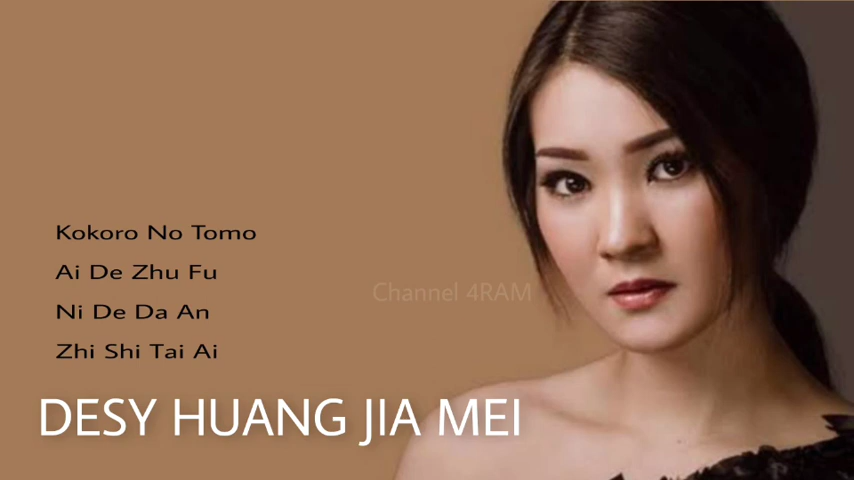 Kokoro No Tomo
Ai De Zhu Fu
Ni De Da An
Channel 4RAM
Zhi Shi Tai Ai
DESY HUANG JIA MEI